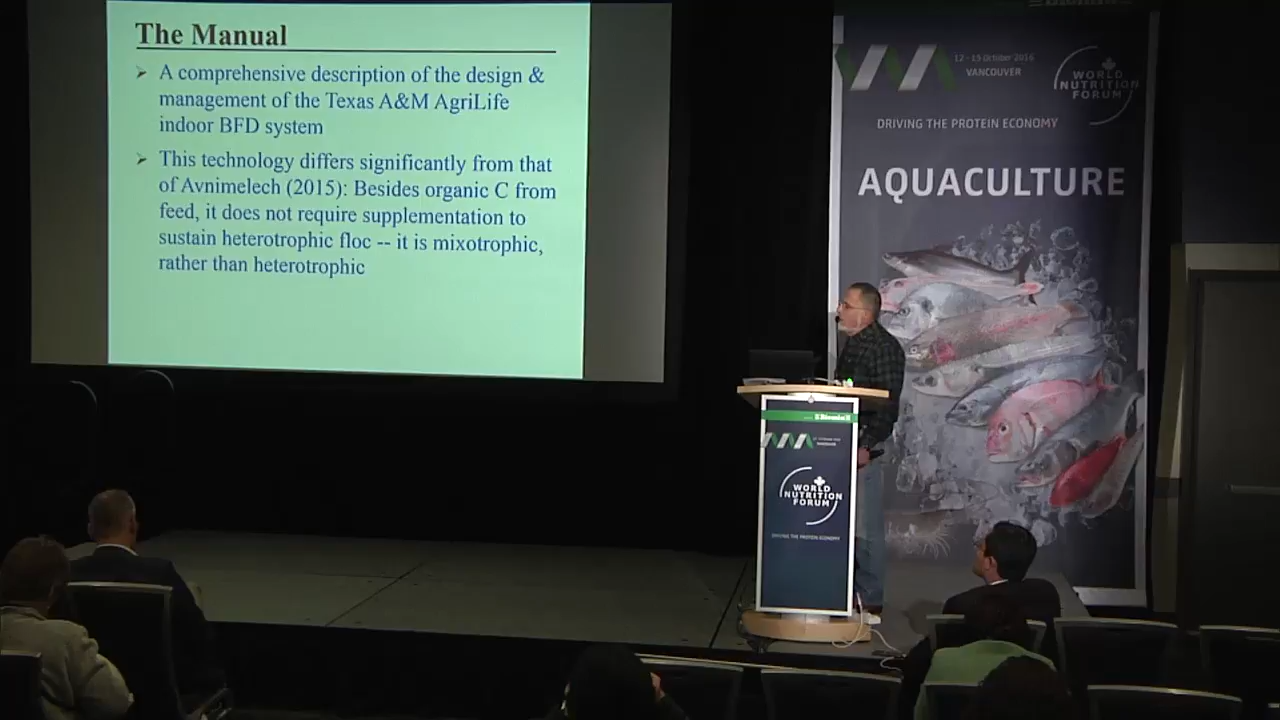 The Manual
➢ A comprehensive description of the design &
management of the Texas A&M AgriLife
indoor BFD system
➢ This technology differs significantly from that
of Avnimelech (2015): Besides organic C from
feed, it does not require supplementation to
sustain heterotrophic floc -- it is mixotrophic,
rather than heterotrophic
12 - 15 October 2016
VANCOUVER
WORLD
NUTRITION
FORUM
DRIVING THE PROTEIN ECONOMY
AQUACULTURE
VANCOUVER
WORLD
NUTRITION
FORUM
DRIVING THE PROTEIN ECONOMY